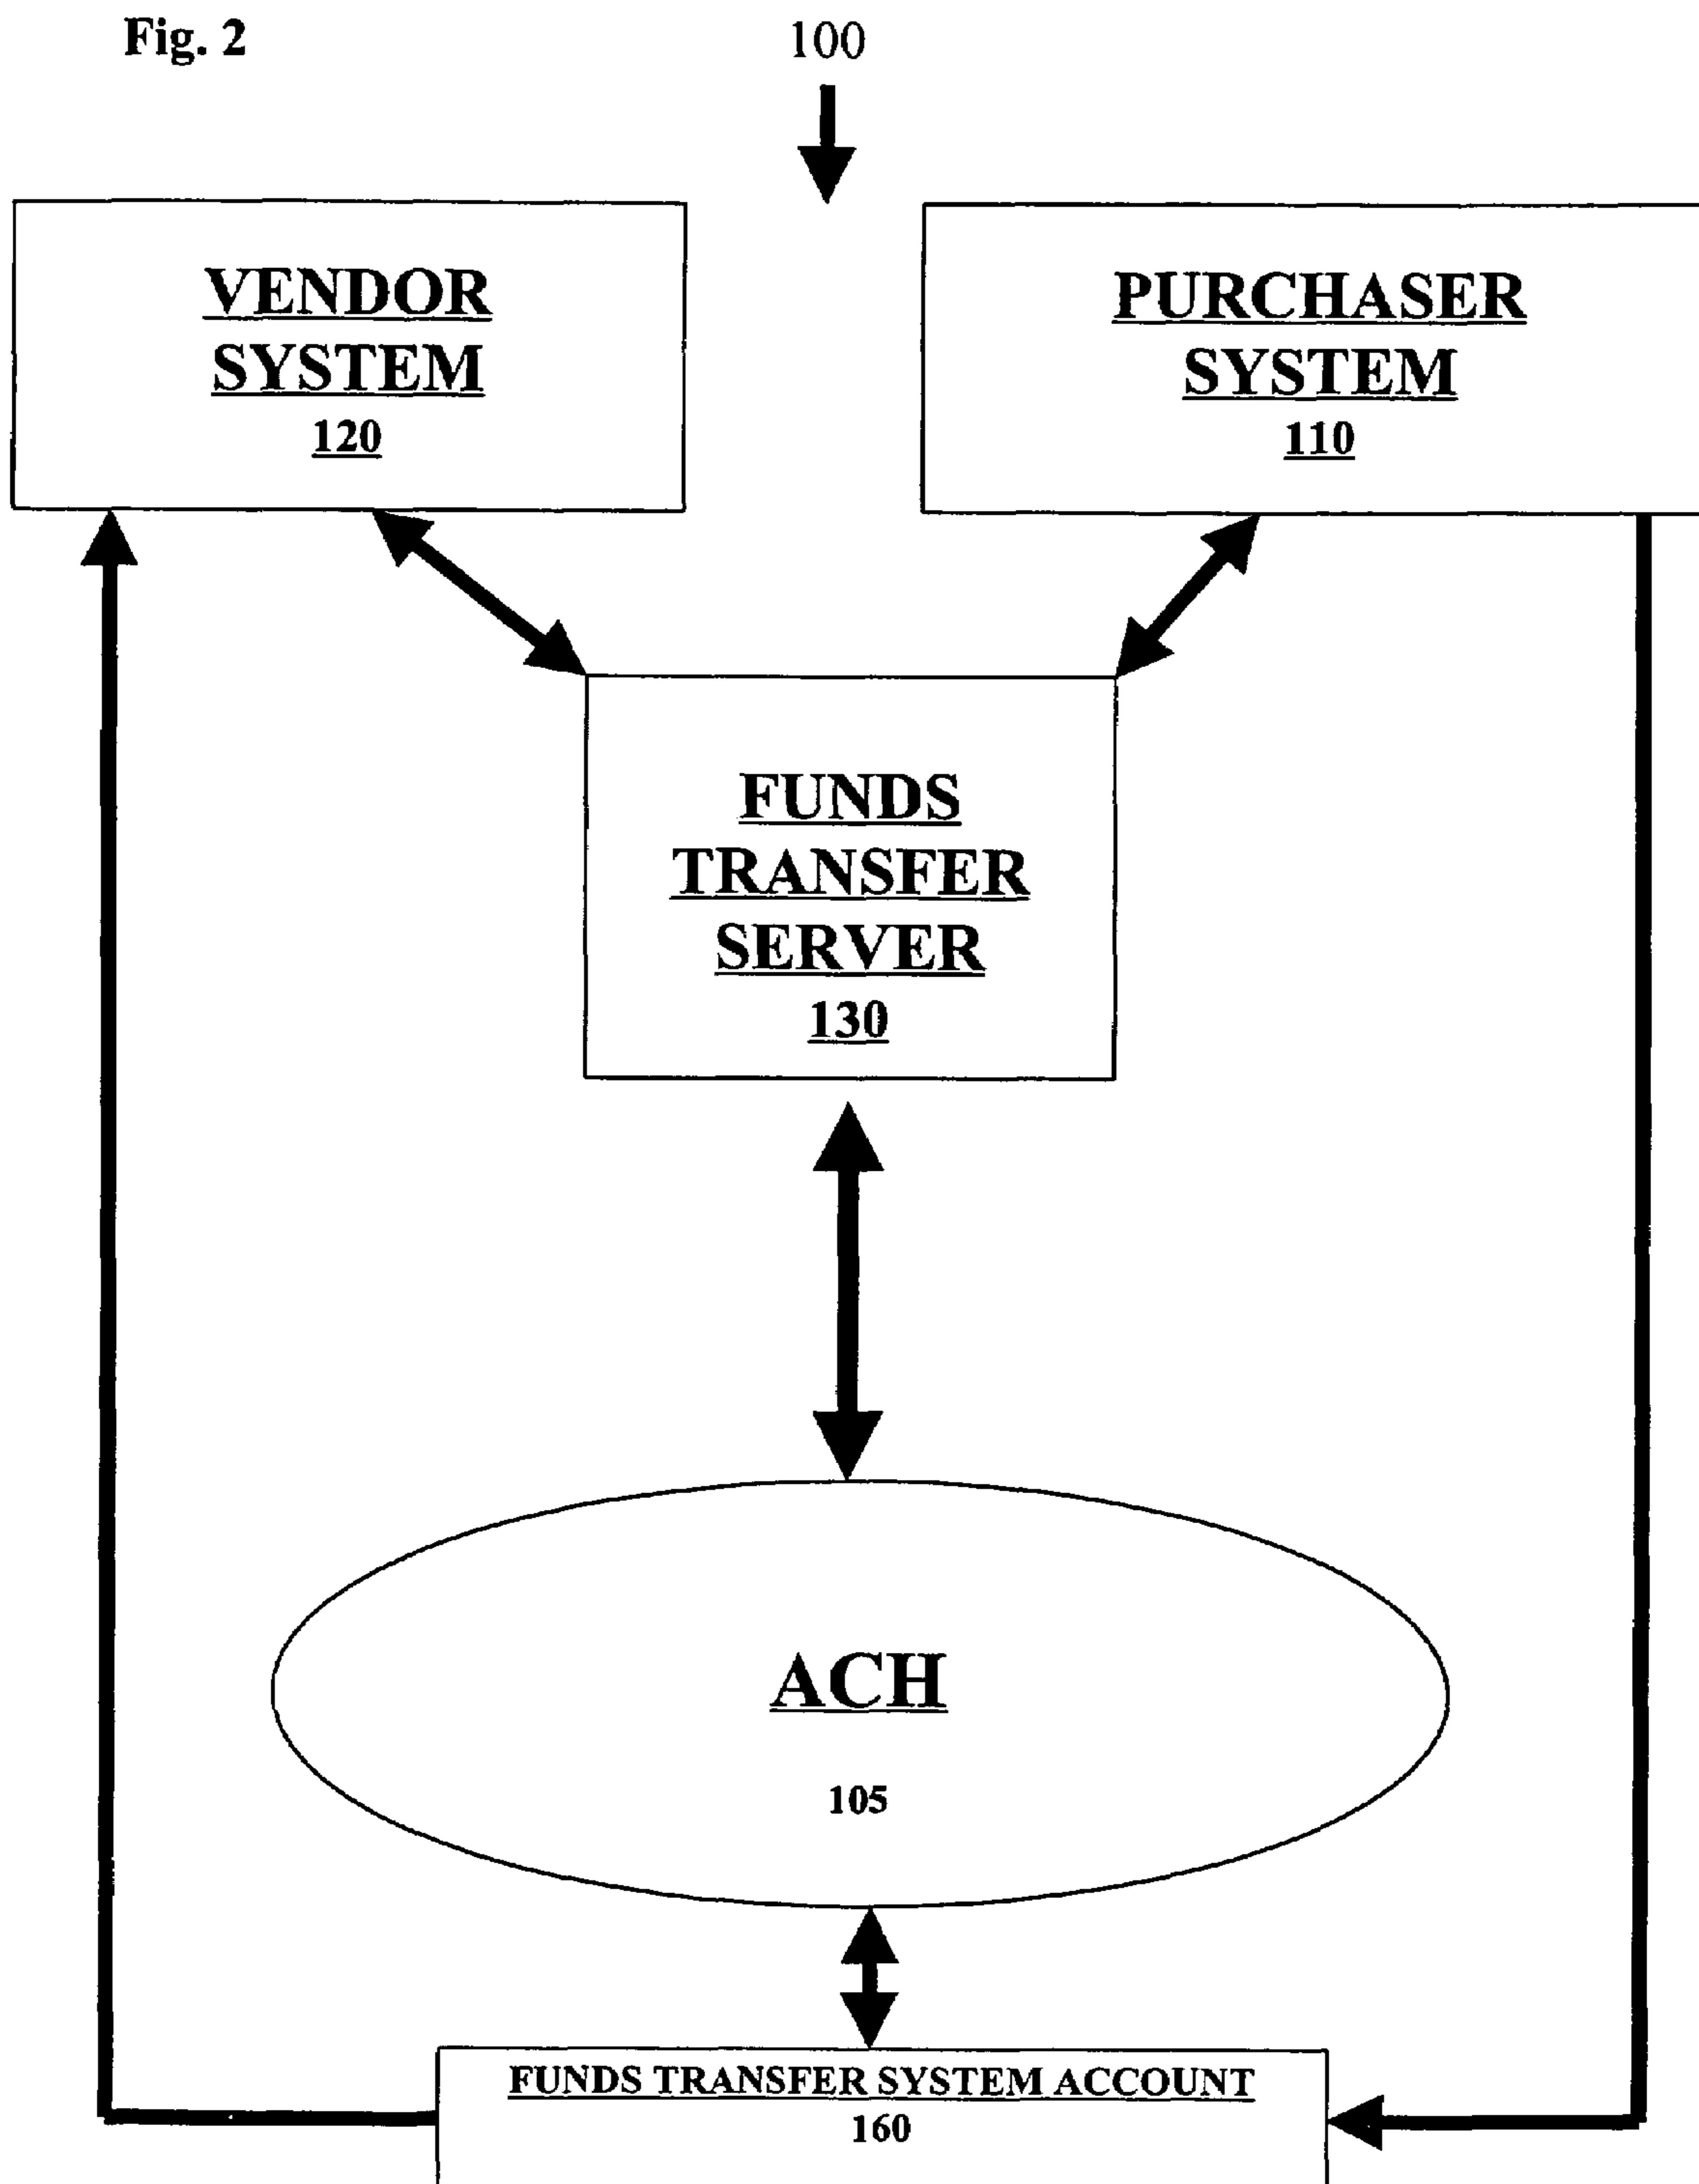 Fig. 2
100
VENDOR
SYSTEM
120
PURCHASER
SYSTEM
110
FUNDS
TRANSFER
SERVER
130
ACH
105
FUNDS TRANSFER SYSTEM ACCOUNT
160